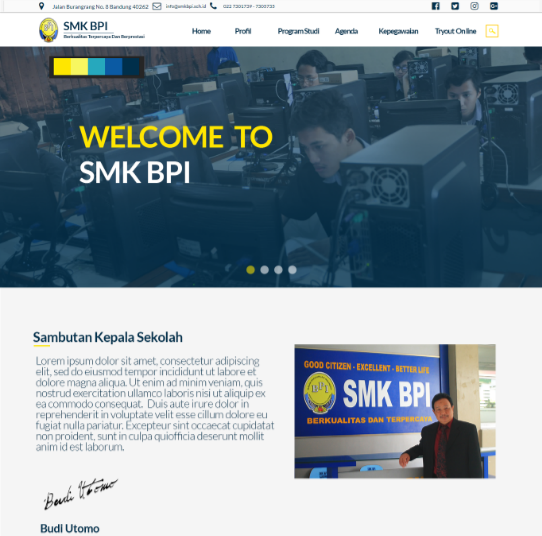 Jalan Burangrang No. 8 Bandung 40262 info@smkbpi.sch.id 022 7301739 - 7305735
SMK BPI
Berkualitas Terpercaya Dan Berprestasi
Home Profil Program Studi Agenda Kepegawaian Tryout Online
WELCOME TO
SMK BPI
Sambutan Kepala Sekolah
Lorem ipsum dolor sit amet, consectetur adipiscing
elit, sed do eiusmod tempor incididunt ut labore et
dolore magna aliqua. Ut enim ad minim veniam, quis
nostrud exercitation ullamco laboris nisi ut aliquip ex
ea commodo consequat. Duis aute irure dolor in
reprehenderit in voluptate velit esse cillum dolore eu
fugiat nulla pariatur. Excepteur sint occaecat cupidatat
non proident, sunt in culpa quiofficia deserunt mollit
anim id est laborum.
GOOD CITIZEN - EXCELLENT - BETTER LIFE
SMK BPI
BERKUALITAS DAN TERPERCAYA
Budi Utomo
Budi Utomo